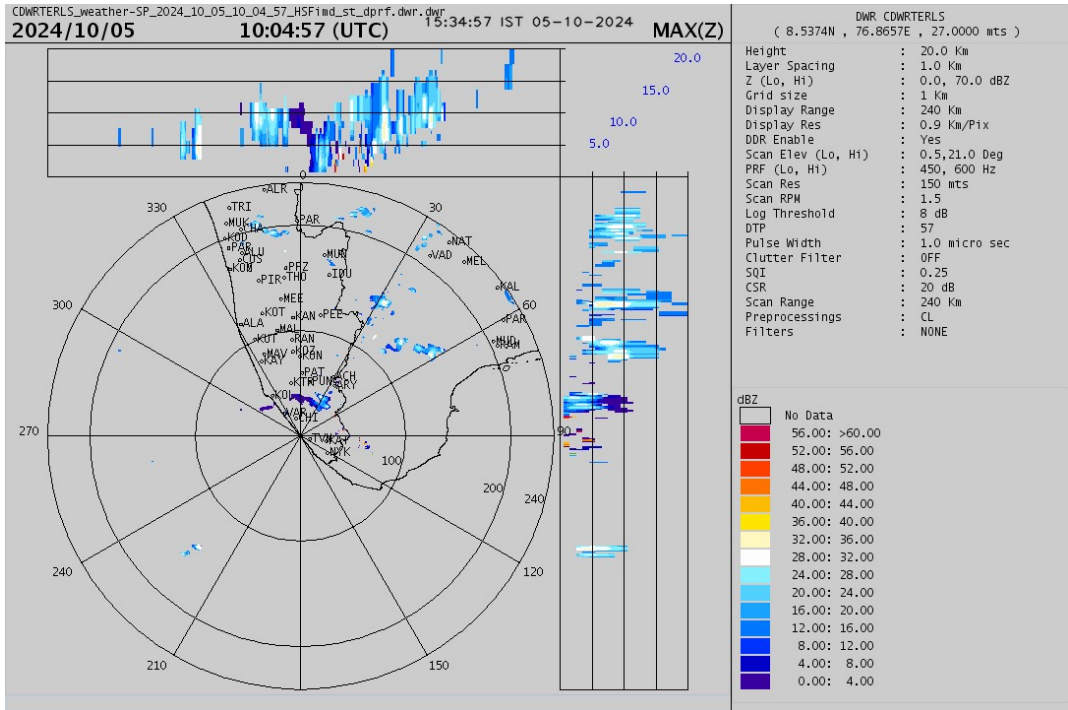 CDWRTERLS_weather-SP_2024_10_05_10_04_57_HSFimd_st_dprf.dwr.dwr
2024/10/05 10:04:57 (UTC) 15:34:57 IST 05-10-2024 MAX(Z)
20.0
15.0
10.0
5.0
0
330
30
300
60
270
90
240
120
210
150
100
200
240
ALR
TRI
PAR
MUK
CHA
KOD
NAT
PAR
VAD
MEL
MUN
KOM
PFZ
IDU
PIR
THO
KAL
MEE
KOT
KAN
PEE
PAR
ALA
MAL
MUD
RAM
KUT
RAN
MAV
KOZ
KAY
KON
PAT
ACH
PUN
ARY
KOL
VAR
CHI
NYK
DWR CDWRTERLS
( 8.5374N , 76.8657E , 27.0000 mts )
Height : 20.0 Km
Layer Spacing : 1.0 Km
Z (Lo, Hi) : 0.0, 70.0 dBZ
Grid size : 1 Km
Display Range : 240 Km
Display Res : 0.9 Km/Pix
DDR Enable : Yes
Scan Elev (Lo, Hi) : 0.5,21.0 Deg
PRF (Lo, Hi) : 450, 600 Hz
Scan Res : 150 mts
Scan RPM : 1.5
Log Threshold : 8 dB
DTP : 57
Pulse Width : 1.0 micro sec
Clutter Filter : OFF
SQI : 0.25
CSR : 20 dB
Scan Range : 240 Km
Preprocessings : CL
Filters : NONE
dBZ
No Data
56.00: >60.00
52.00: 56.00
48.00: 52.00
44.00: 48.00
40.00: 44.00
36.00: 40.00
32.00: 36.00
28.00: 32.00
24.00: 28.00
20.00: 24.00
16.00: 20.00
12.00: 16.00
8.00: 12.00
4.00: 8.00
0.00: 4.00